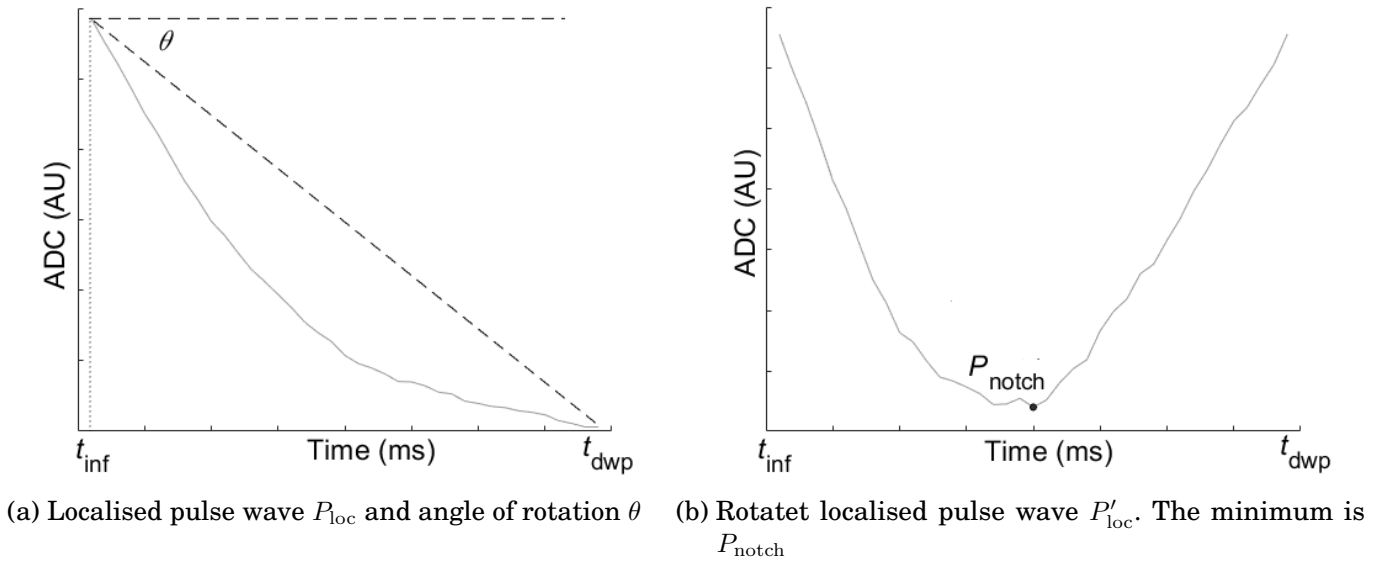 θ
ADC (AU)
t_inf
Time (ms)
t_dwp
(a) Localised pulse wave P_loc and angle of rotation θ
ADC (AU)
P_notch
t_inf
Time (ms)
t_dwp
(b) Rotatet localised pulse wave P′_loc. The minimum is
P_notch